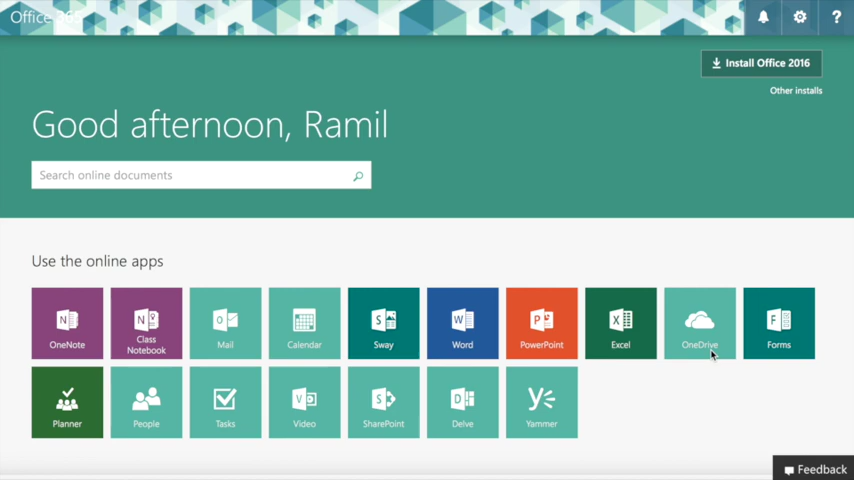 Office 365
?
Install Office 2016
Other installs
Good afternoon, Ramil
Search online documents
Use the online apps
N
OneNote
N
Class
Notebook
O
Mail
Calendar
S
Sway
W
Word
P
PowerPoint
X
Excel
OneDrive
F
Forms
Planner
People
Tasks
V
Video
S
SharePoint
D
Delve
Y
Yammer
Feedback